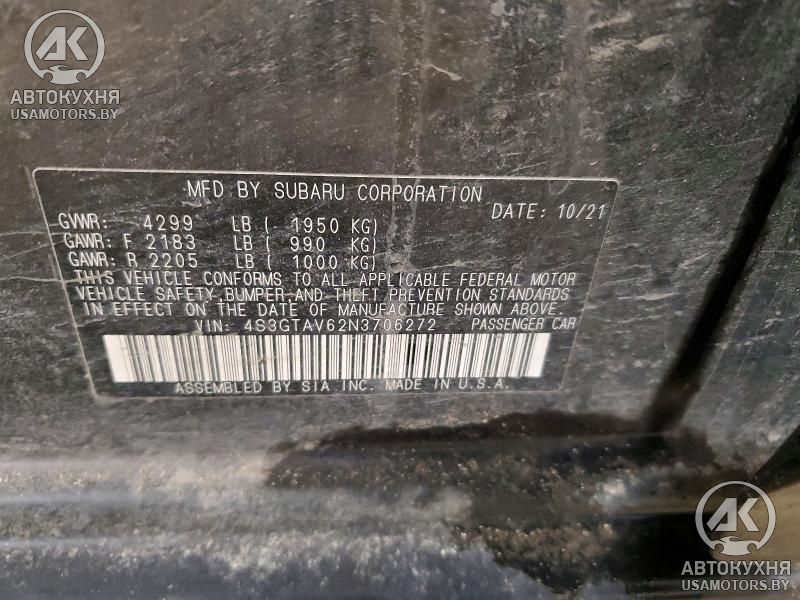 AK
АВТОКУХНЯ
USAMOTORS.BY
MFD BY SUBARU CORPORATION
DATE: 10/21
GVWR: 4299 LB ( 1950 KG)
GAWR: F 2183 LB ( 990 KG)
GAWR: R 2205 LB ( 1000 KG)
THIS VEHICLE CONFORMS TO ALL APPLICABLE FEDERAL MOTOR
VEHICLE SAFETY, BUMPER AND THEFT PREVENTION STANDARDS
IN EFFECT ON THE DATE OF MANUFACTURE SHOWN ABOVE.
VIN: 4S3GTAV62N3706272 PASSENGER CAR
ASSEMBLED BY SIA INC. MADE IN U.S.A.
AK
АВТОКУХНЯ
USAMOTORS.BY